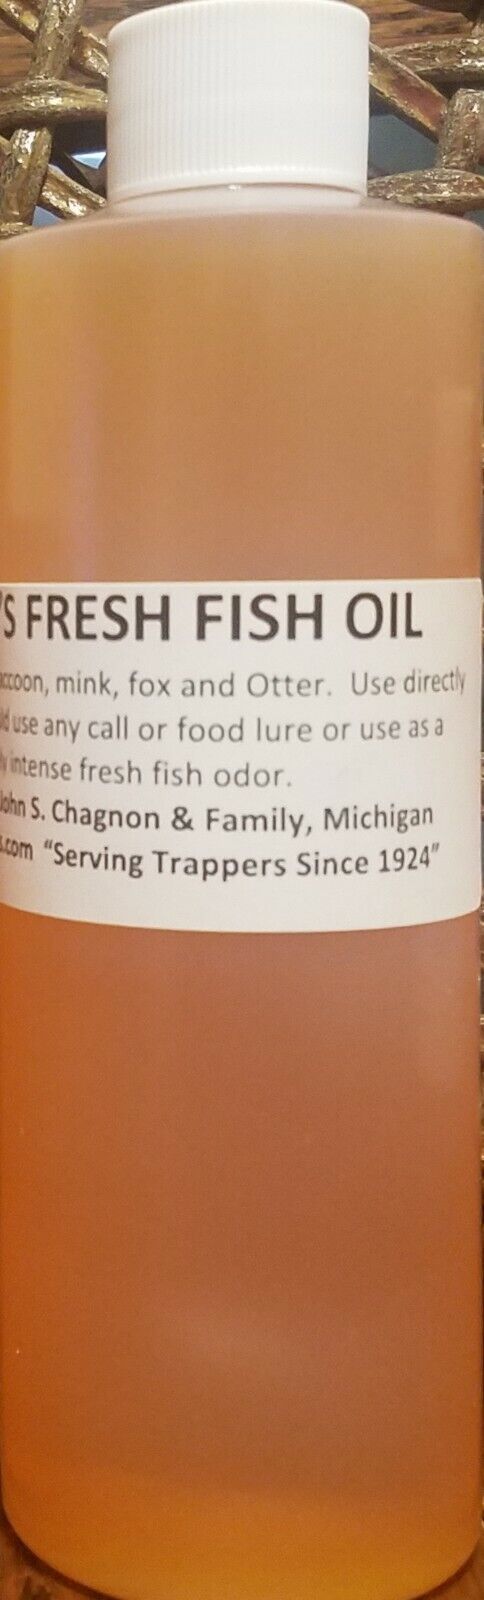 'S FRESH FISH OIL
accoon, mink, fox and Otter. Use directly
use any call or food lure or use as a
intense fresh fish odor.
John S. Chagnon & Family, Michigan
.com "Serving Trappers Since 1924"